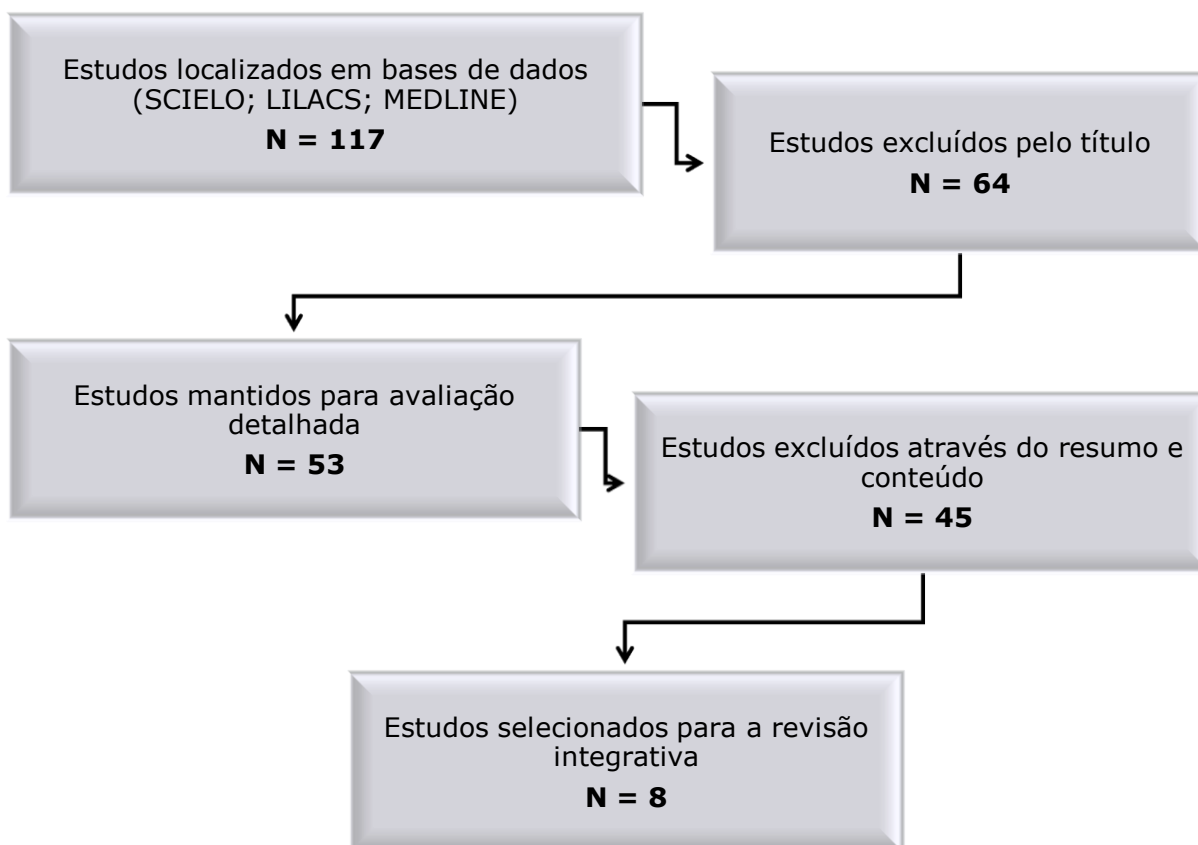 Estudos localizados em bases de dados
(SCIELO; LILACS; MEDLINE)
N = 117
Estudos excluídos pelo título
N = 64
Estudos mantidos para avaliação
detalhada
N = 53
Estudos excluídos através do resumo e
conteúdo
N = 45
Estudos selecionados para a revisão
integrativa
N = 8